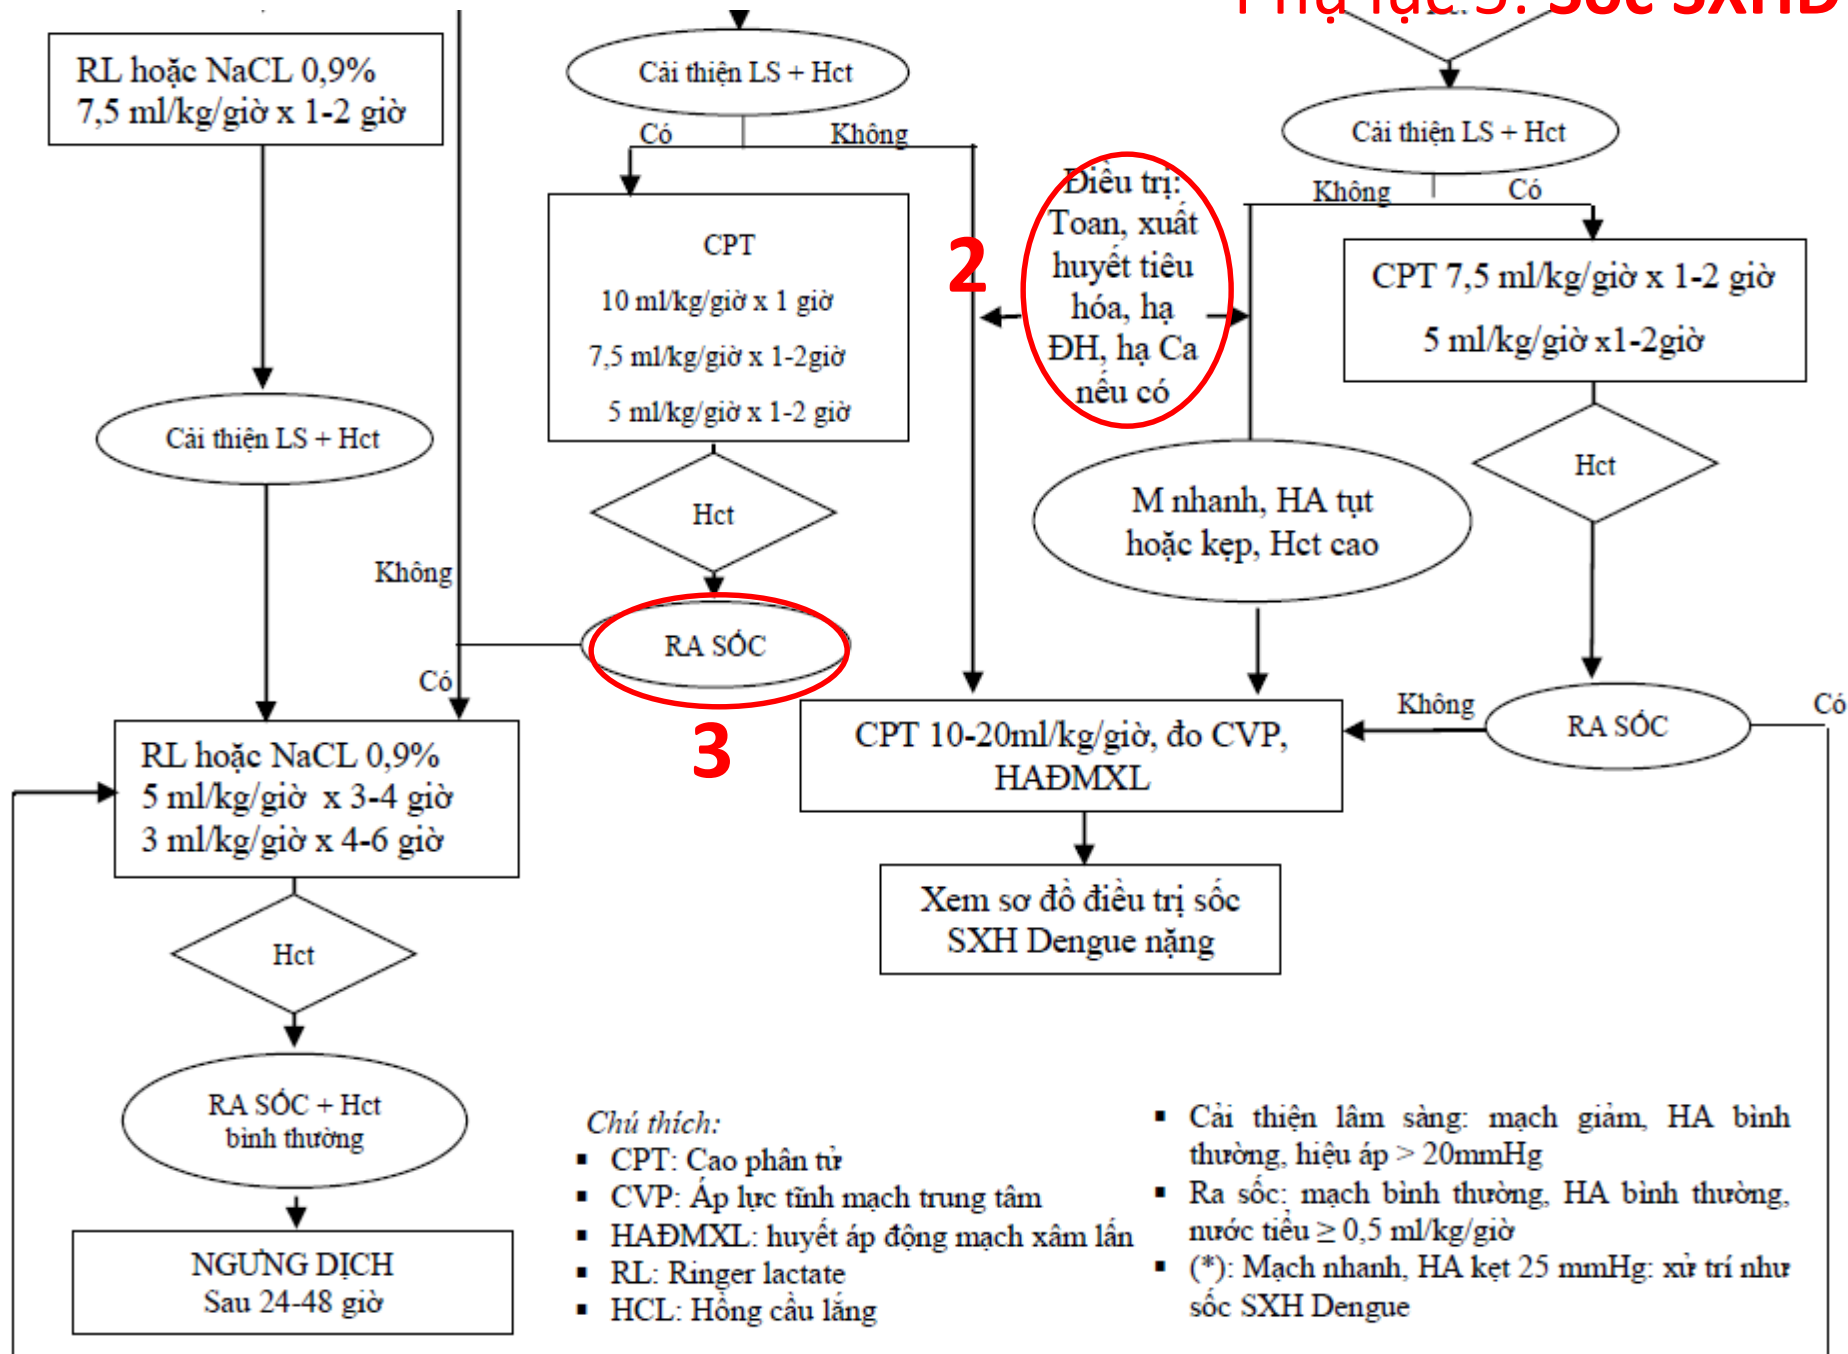 Phụ lục 5: Sốc SXHD
RL hoặc NaCL 0,9%
7,5 ml/kg/giờ x 1-2 giờ
Cải thiện LS + Hct
Có
Không
CPT
10 ml/kg/giờ x 1 giờ
7,5 ml/kg/giờ x 1-2giờ
5 ml/kg/giờ x 1-2 giờ
Hct
RA SỐC
3
Không
Có
2
Điều trị:
Toan, xuất
huyết tiêu
hóa, hạ
ĐH, hạ Ca
nếu có
Cải thiện LS + Hct
Không
Có
CPT 7,5 ml/kg/giờ x 1-2 giờ
5 ml/kg/giờ x1-2giờ
Hct
M nhanh, HA tụt
hoặc kẹp, Hct cao
RA SỐC
Không
Có
CPT 10-20ml/kg/giờ, đo CVP,
HAĐMXL
Xem sơ đồ điều trị sốc
SXH Dengue nặng
Cải thiện LS + Hct
RL hoặc NaCL 0,9%
5 ml/kg/giờ x 3-4 giờ
3 ml/kg/giờ x 4-6 giờ
Hct
RA SỐC + Hct
bình thường
NGƯNG DỊCH
Sau 24-48 giờ
Chú thích:
▪ CPT: Cao phân tử
▪ CVP: Áp lực tĩnh mạch trung tâm
▪ HAĐMXL: huyết áp động mạch xâm lấn
▪ RL: Ringer lactate
▪ HCL: Hồng cầu lắng
▪ Cải thiện lâm sàng: mạch giảm, HA bình
thường, hiệu áp > 20mmHg
▪ Ra sốc: mạch bình thường, HA bình thường,
nước tiểu ≥ 0,5 ml/kg/giờ
▪ (*): Mạch nhanh, HA kẹt 25 mmHg: xử trí như
sốc SXH Dengue